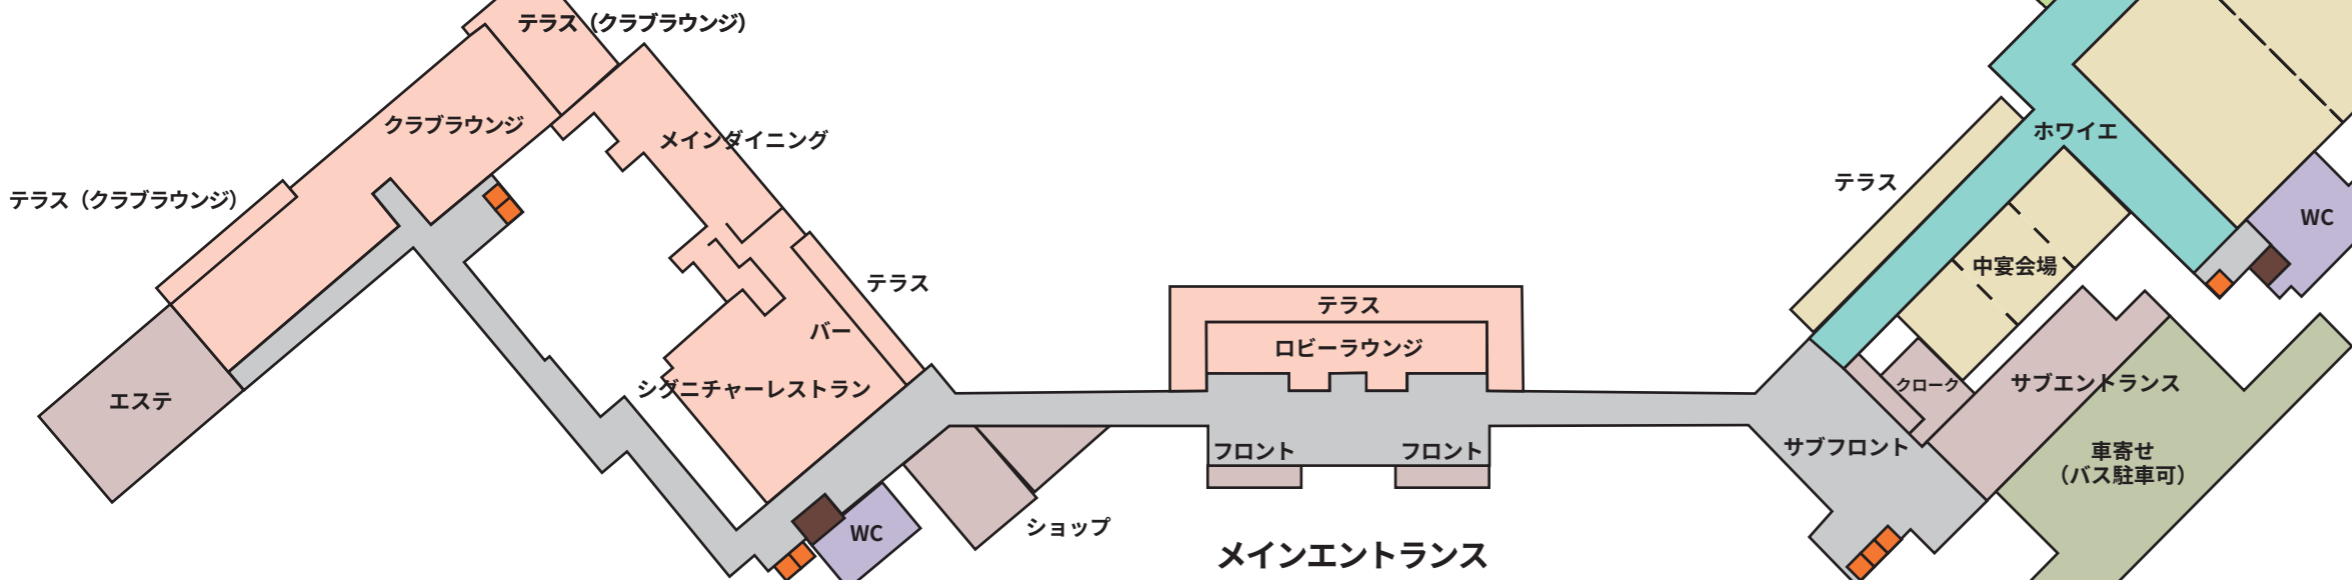 テラス（クラブラウンジ）
クラブラウンジ
メインダイニング
テラス（クラブラウンジ）
エステ
テラス
バー
シグニチャーレストラン
WC
ショップ
テラス
ロビーラウンジ
フロント
フロント
メインエントランス
ホワイエ
テラス
WC
中宴会場
クローク
サブエントランス
サブフロント
車寄せ
（バス駐車可）